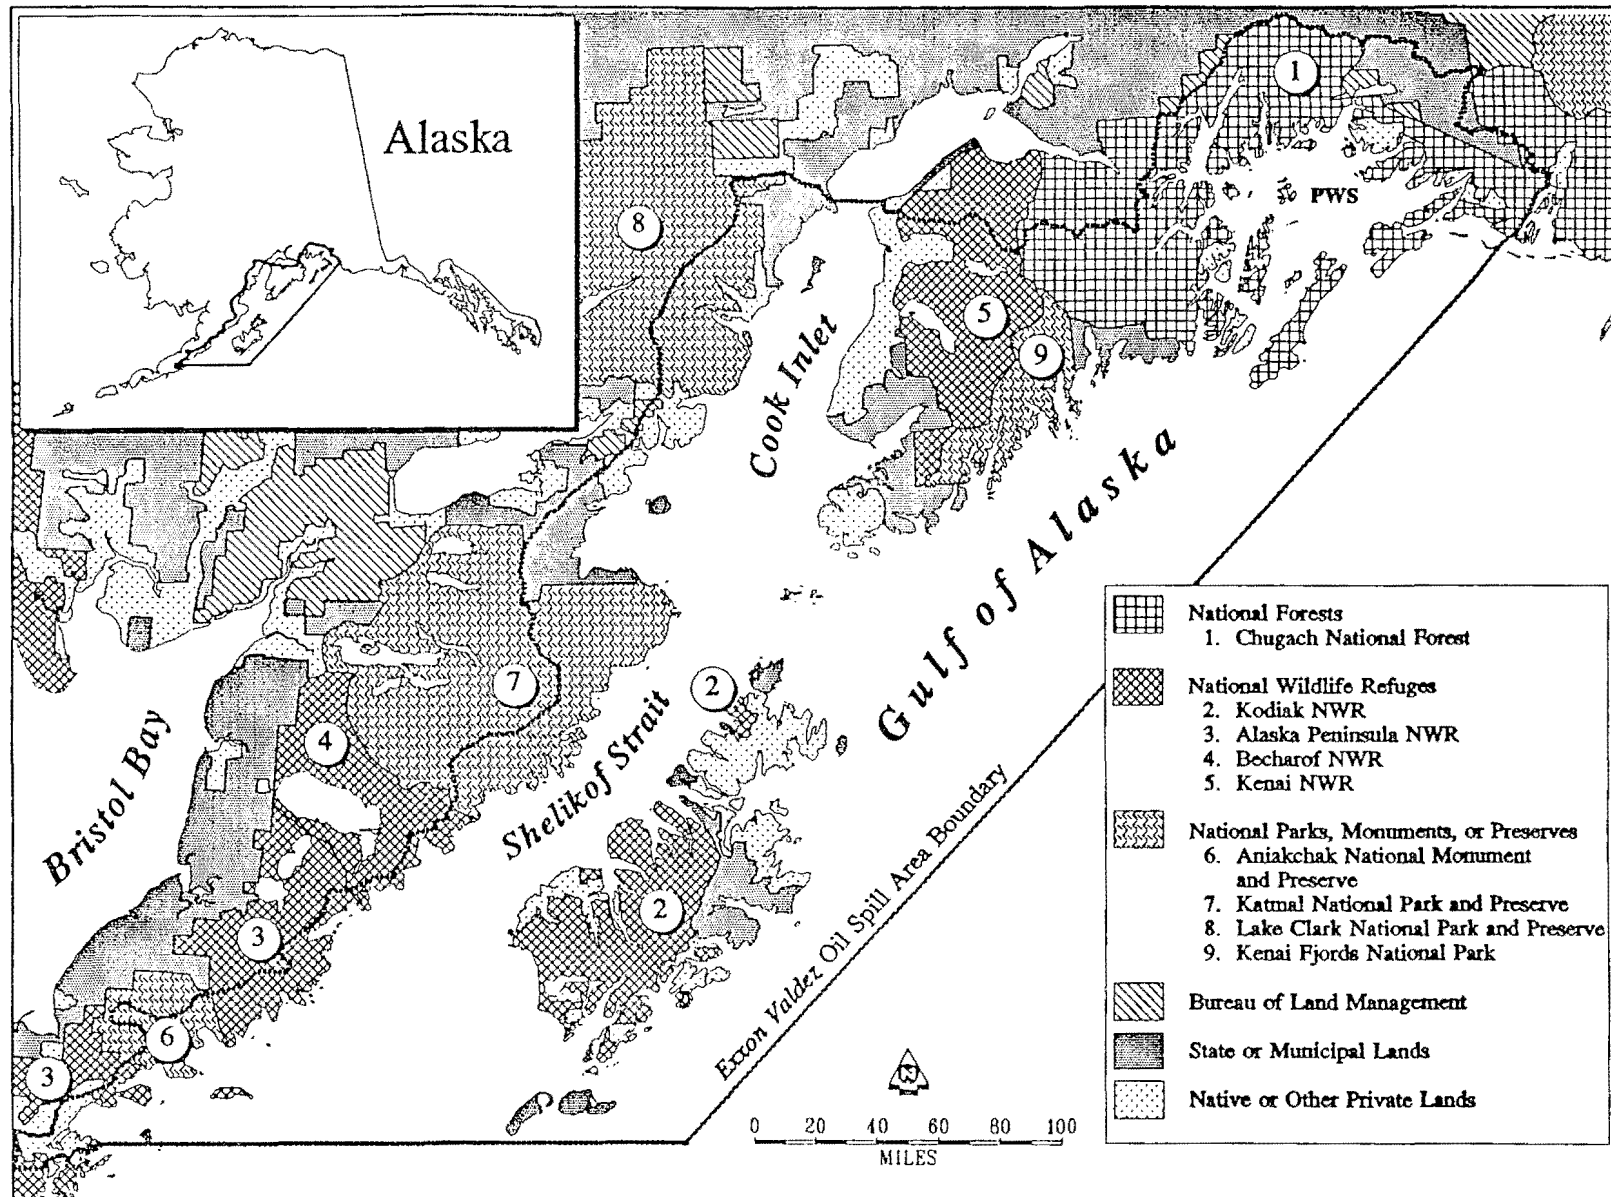 Alaska
1
PWS
8
5
9
Cook Inlet
Gulf of Alaska
7
2
4
Bristol Bay
Shelikof Strait
2
3
6
3
Exxon Valdez Oil Spill Area Boundary
N
0 20 40 60 80 100
MILES
National Forests
1. Chugach National Forest
National Wildlife Refuges
2. Kodiak NWR
3. Alaska Peninsula NWR
4. Becharof NWR
5. Kenai NWR
National Parks, Monuments, or Preserves
6. Aniakchak National Monument
and Preserve
7. Katmai National Park and Preserve
8. Lake Clark National Park and Preserve
9. Kenai Fjords National Park
Bureau of Land Management
State or Municipal Lands
Native or Other Private Lands